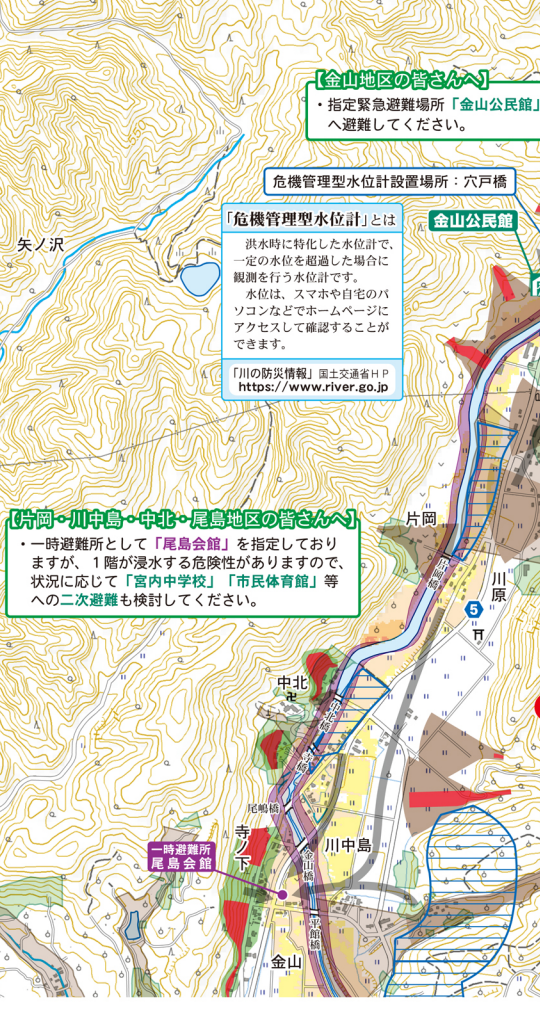 【金山地区の皆さんへ】
・指定緊急避難場所「金山公民館」
へ避難してください。
危機管理型水位計設置場所：穴戸橋
「危機管理型水位計」とは
洪水時に特化した水位計で、
一定の水位を超過した場合に
観測を行う水位計です。
水位は、スマホや自宅のパ
ソコンなどでホームページに
アクセスして確認することが
できます。
「川の防災情報」国土交通省ＨＰ
https://www.river.go.jp
金山公民館
矢ノ沢
【片岡・川中島・中北・尾島地区の皆さんへ】
・一時避難所として「尾島会館」を指定しており
ますが、１階が浸水する危険性がありますので、
状況に応じて「宮内中学校」「市民体育館」等
への二次避難も検討してください。
片岡
片岡橋
川原
5
中北
中北橋
尾嶋橋
寺ノ下
川中島
金山橋
一時避難所
尾島会館
平館橋
金山